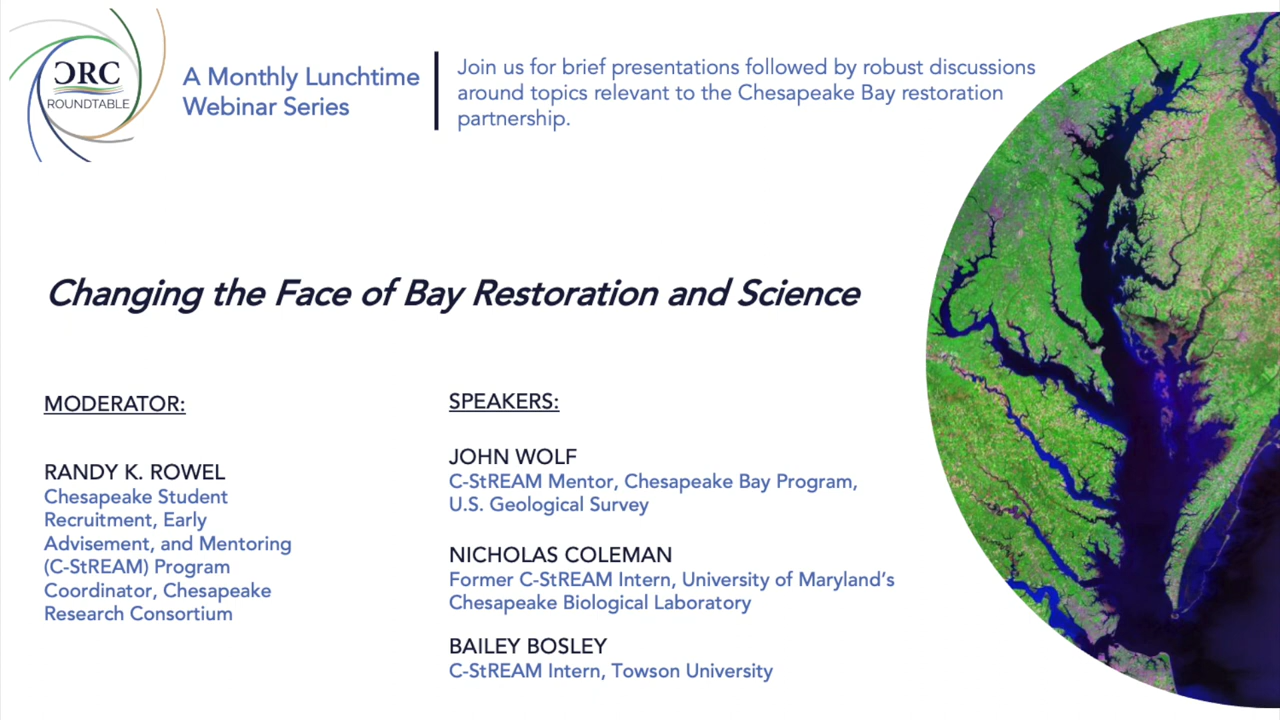 CRC
ROUNDTABLE
A Monthly Lunchtime
Webinar Series
Join us for brief presentations followed by robust discussions
around topics relevant to the Chesapeake Bay restoration
partnership.
Changing the Face of Bay Restoration and Science
MODERATOR:
RANDY K. ROWEL
Chesapeake Student
Recruitment, Early
Advisement, and Mentoring
(C-StREAM) Program
Coordinator, Chesapeake
Research Consortium
SPEAKERS:
JOHN WOLF
C-StREAM Mentor, Chesapeake Bay Program,
U.S. Geological Survey
NICHOLAS COLEMAN
Former C-StREAM Intern, University of Maryland’s
Chesapeake Biological Laboratory
BAILEY BOSLEY
C-StREAM Intern, Towson University